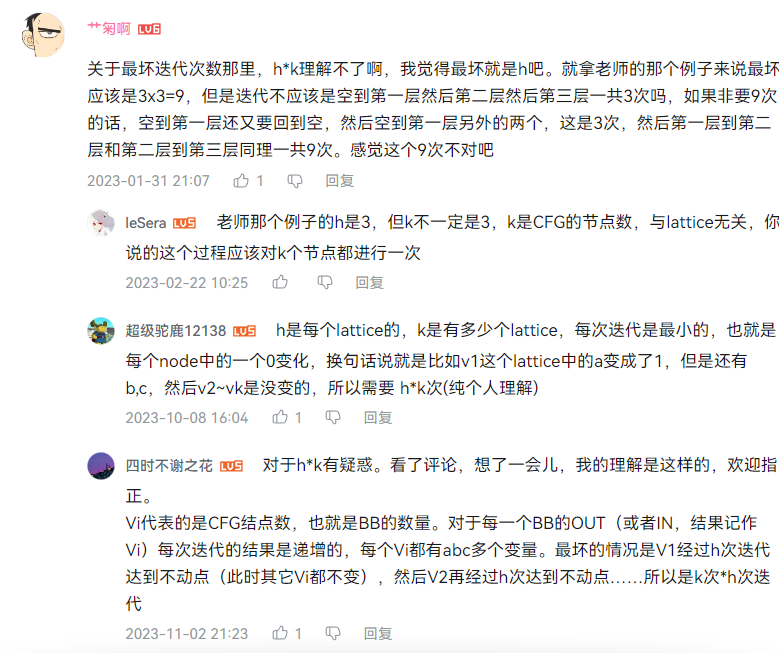 艹匊啊 LV6
关于最坏迭代次数那里，h*k理解不了啊，我觉得最坏就是h吧。就拿老师的那个例子来说最坏
应该是3x3=9，但是迭代不应该是空到第一层然后第二层然后第三层一共3次吗，如果非要9次
的话，空到第一层还又要回到空，然后空到第一层另外的两个，这是3次，然后第一层到第二
层和第二层到第三层同理一共9次。感觉这个9次不对吧
2023-01-31 21:07 1 回复
leSera LV5 老师那个例子的h是3，但k不一定是3，k是CFG的节点数，与lattice无关，你
说的这个过程应该对k个节点都进行一次
2023-02-22 10:25 回复
超级驼鹿12138 LV5 h是每个lattice的，k是有多少个lattice，每次迭代是最小的，也就是
每个node中的一个0变化，换句话说就是比如v1这个lattice中的a变成了1，但是还有
b,c，然后v2~vk是没变的，所以需要 h*k次(纯个人理解)
2023-10-08 16:04 1 回复
四时不谢之花 LV5 对于h*k有疑惑。看了评论，想了一会儿，我的理解是这样的，欢迎指
正。
Vi代表的是CFG结点数，也就是BB的数量。对于每一个BB的OUT（或者IN，结果记作
Vi）每次迭代的结果是递增的，每个Vi都有abc多个变量。最坏的情况是V1经过h次迭代
达到不动点（此时其它Vi都不变），然后V2再经过h次达到不动点……所以是k次*h次迭
代
2023-11-02 21:23 1 回复